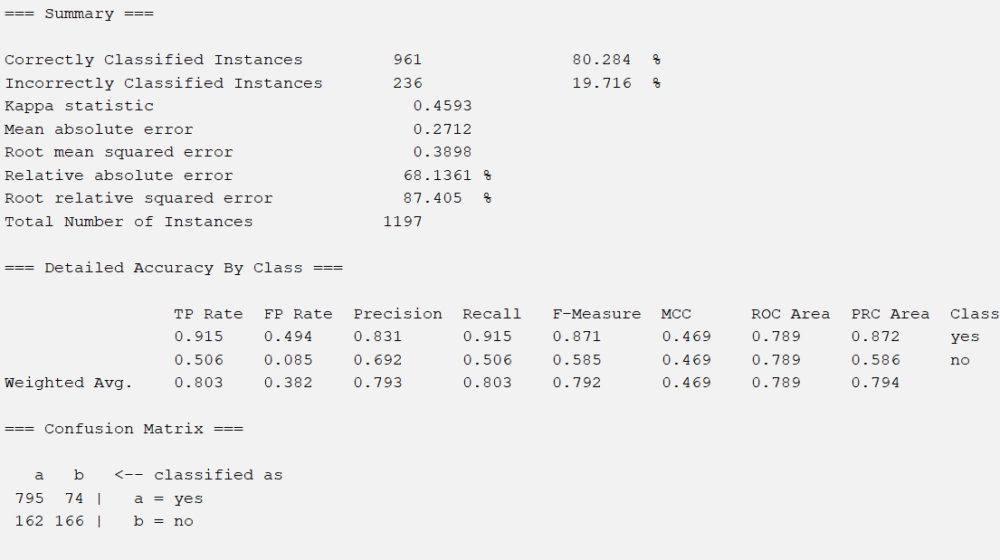 === Summary ===
Correctly Classified Instances         961               80.284  %
Incorrectly Classified Instances       236               19.716  %
Kappa statistic                          0.4593
Mean absolute error                      0.2712
Root mean squared error                  0.3898
Relative absolute error                 68.1361 %
Root relative squared error             87.405  %
Total Number of Instances             1197
=== Detailed Accuracy By Class ===
                 TP Rate  FP Rate  Precision  Recall   F-Measure  MCC      ROC Area  PRC Area  Class
                 0.915    0.494    0.831      0.915    0.871      0.469    0.789     0.872     yes
                 0.506    0.085    0.692      0.506    0.585      0.469    0.789     0.586     no
Weighted Avg.    0.803    0.382    0.793      0.803    0.792      0.469    0.789     0.794
=== Confusion Matrix ===
   a   b   <-- classified as
 795  74 |   a = yes
 162 166 |   b = no